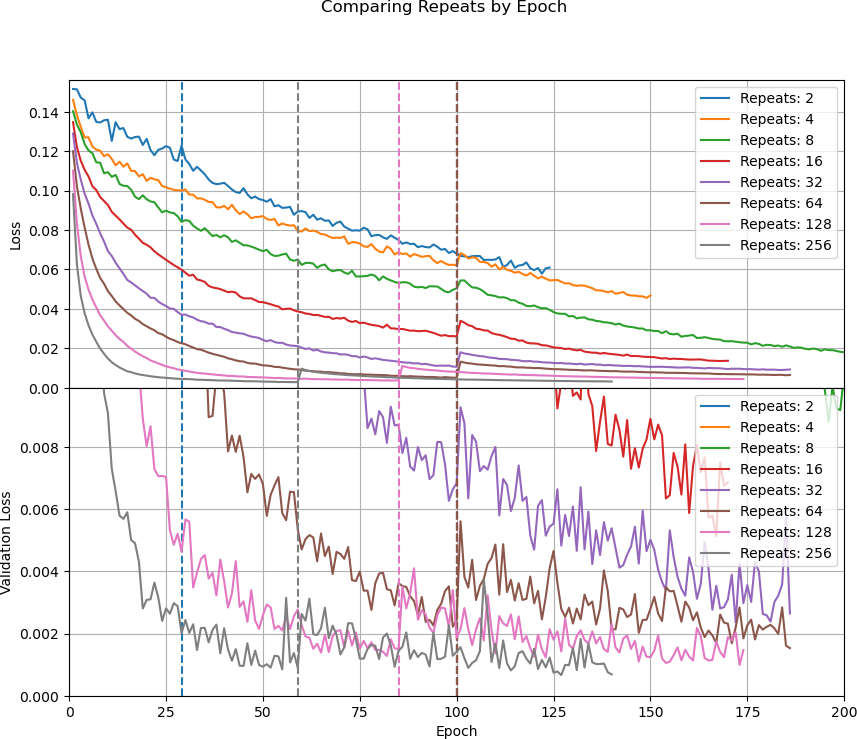 Comparing Repeats by Epoch
Loss
0.14
0.12
0.10
0.08
0.06
0.04
0.02
0.00
Repeats: 2
Repeats: 4
Repeats: 8
Repeats: 16
Repeats: 32
Repeats: 64
Repeats: 128
Repeats: 256
Validation Loss
0.008
0.006
0.004
0.002
0.000
Repeats: 2
Repeats: 4
Repeats: 8
Repeats: 16
Repeats: 32
Repeats: 64
Repeats: 128
Repeats: 256
0 25 50 75 100 125 150 175 200
Epoch